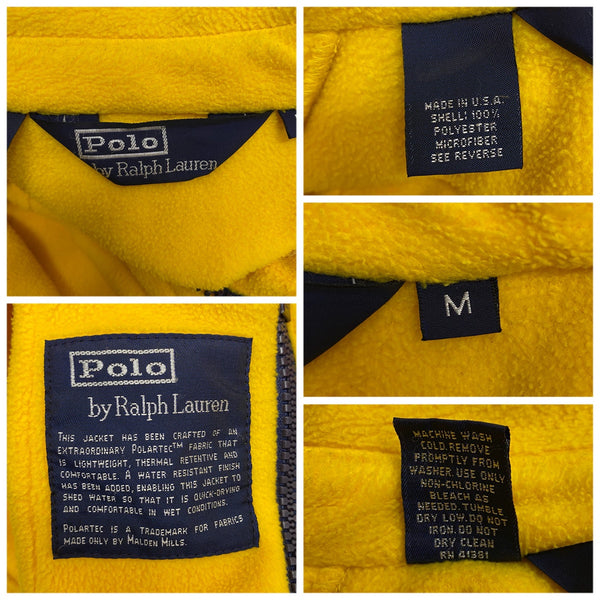 Polo
by Ralph Lauren
MADE IN U.S.A.
SHELL: 100%
POLYESTER
MICROFIBER
SEE REVERSE
M
Polo
by Ralph Lauren
THIS JACKET HAS BEEN CRAFTED OF AN
EXTRAORDINARY POLARTEC™ FABRIC THAT
IS LIGHTWEIGHT, THERMAL RETENTIVE AND
COMFORTABLE. A WATER RESISTANT FINISH
HAS BEEN ADDED, ENABLING THIS JACKET TO
SHED WATER SO THAT IT IS QUICK-DRYING
AND COMFORTABLE IN WET CONDITIONS.
POLARTEC IS A TRADEMARK FOR FABRICS
MADE ONLY BY MALDEN MILLS.
MACHINE WASH
COLD.REMOVE
PROMPTLY FROM
WASHER.USE ONLY
NON-CHLORINE
BLEACH AS
NEEDED.TUMBLE
DRY LOW.DO NOT
IRON.DO NOT
DRY CLEAN
RN 41381